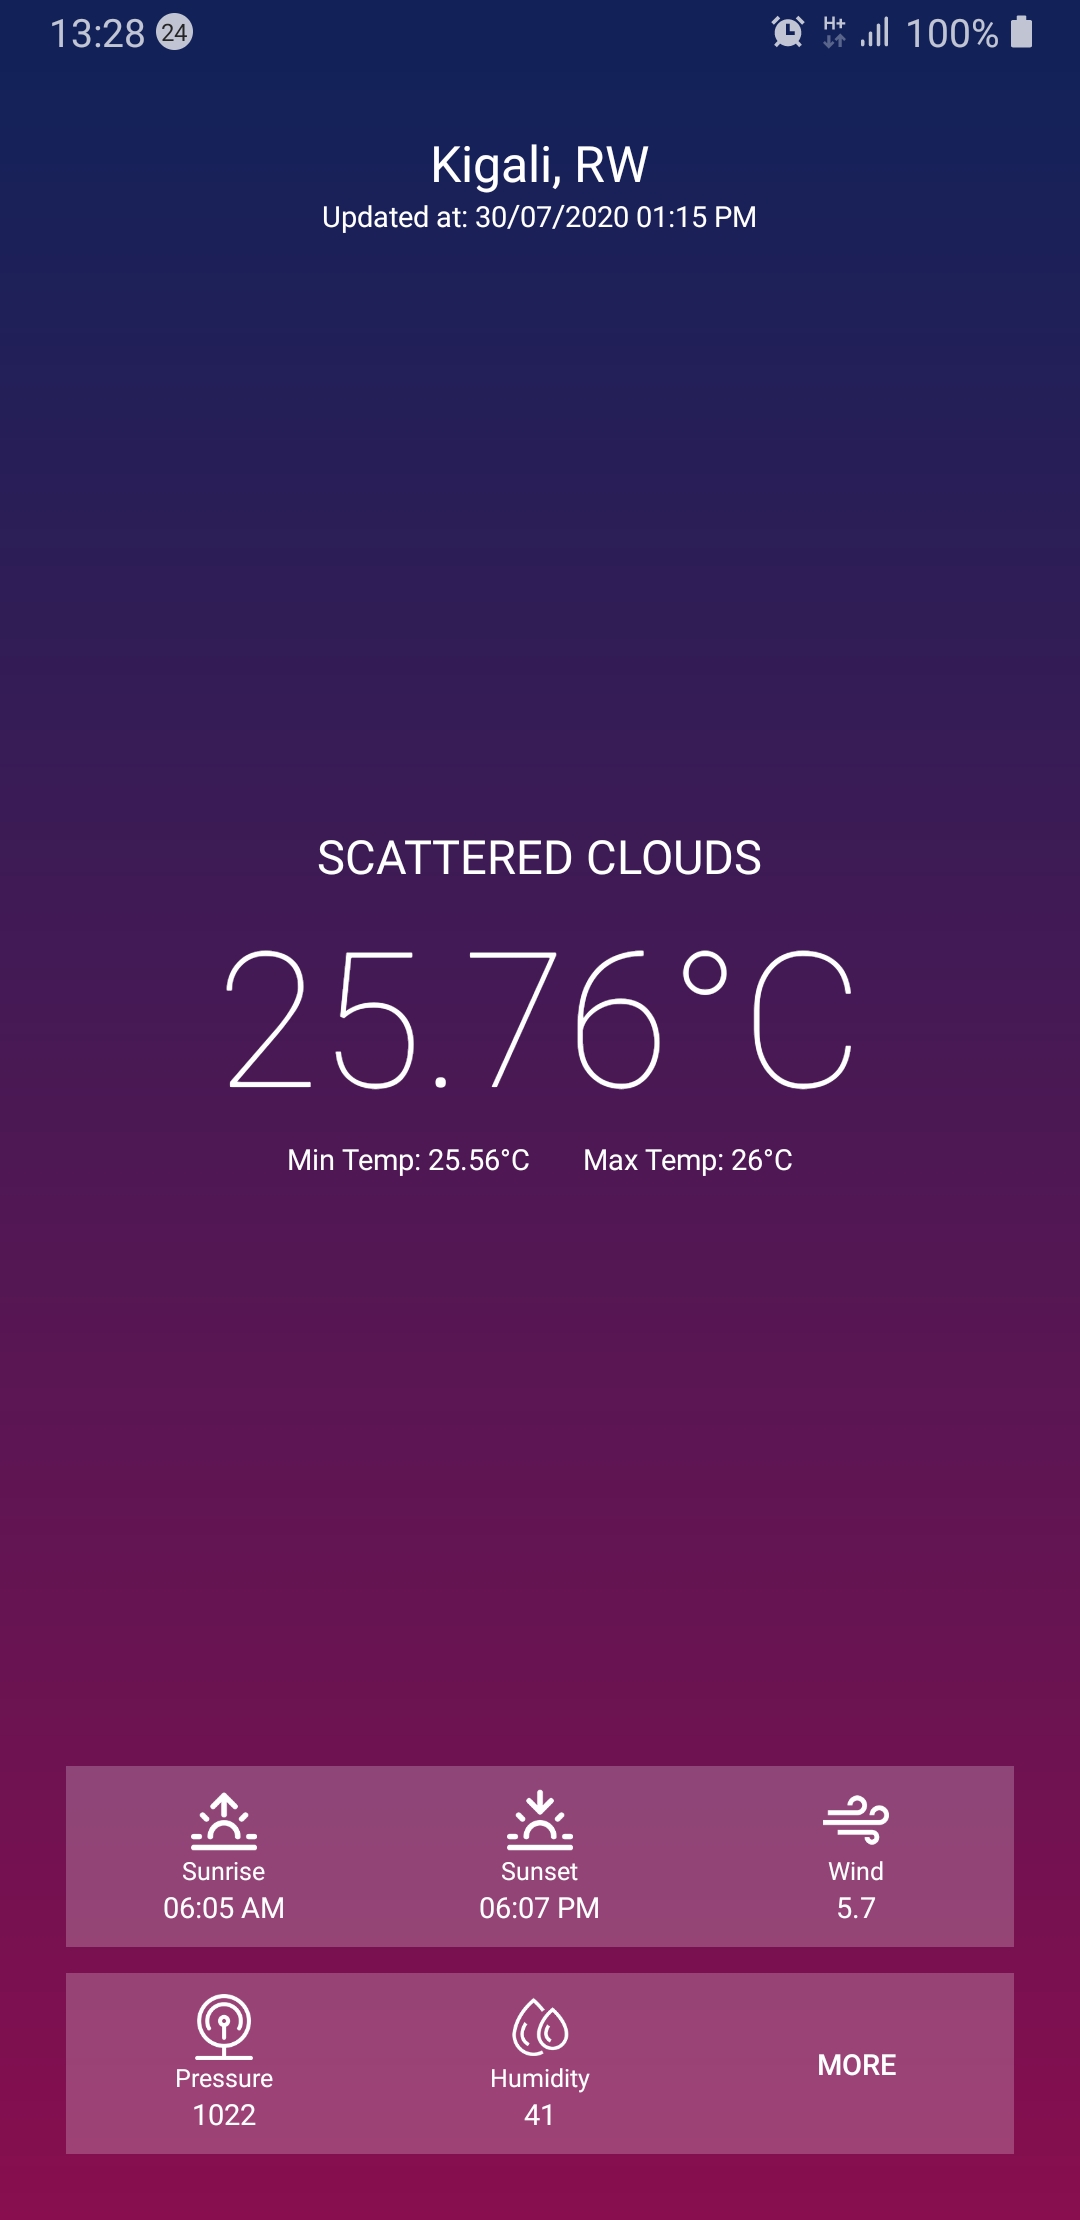 13:28 24 H+ 100%
Kigali, RW
Updated at: 30/07/2020 01:15 PM
SCATTERED CLOUDS
25.76°C
Min Temp: 25.56°C Max Temp: 26°C
Sunrise Sunset Wind
06:05 AM 06:07 PM 5.7
Pressure Humidity MORE
1022 41